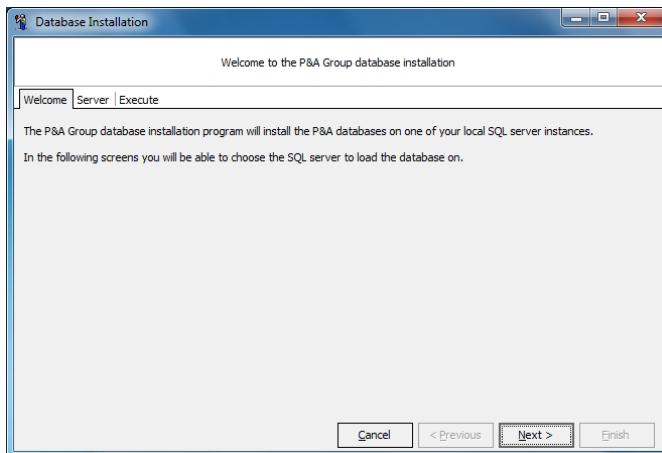 Database Installation
Welcome to the P&A Group database installation
Welcome Server Execute
The P&A Group database installation program will install the P&A databases on one of your local SQL server instances.
In the following screens you will be able to choose the SQL server to load the database on.
Cancel < Previous Next > Finish